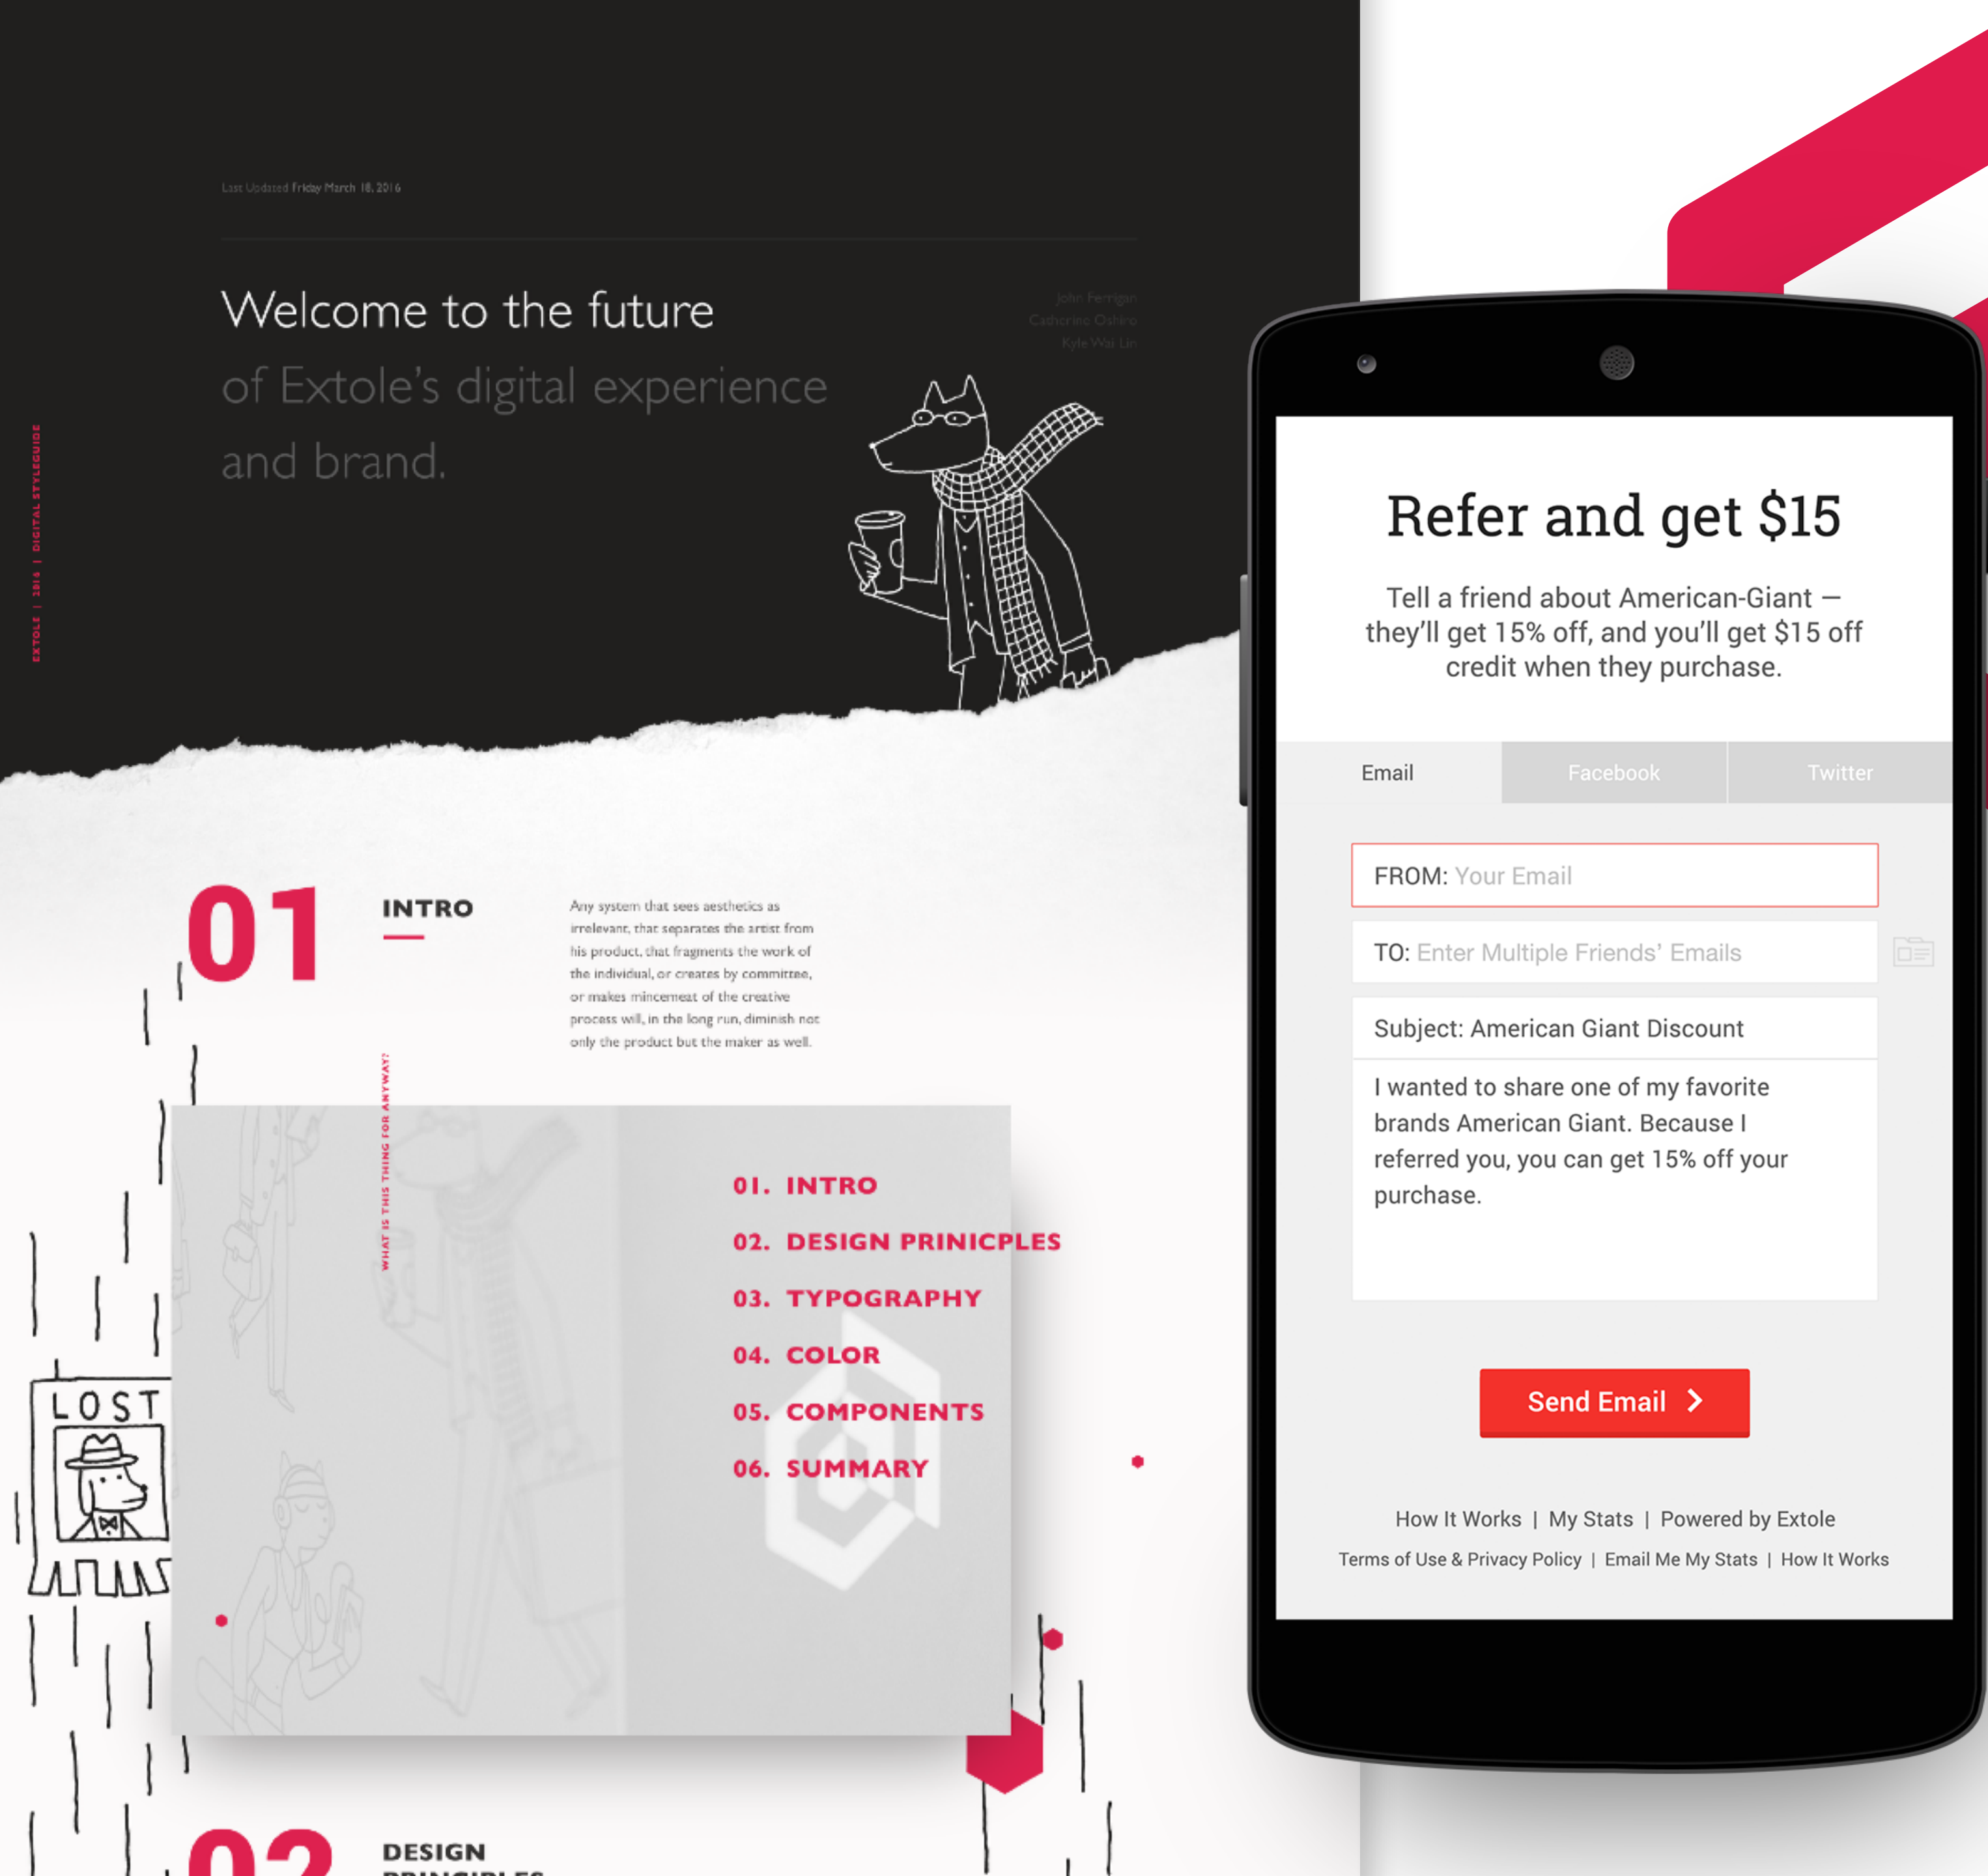 Last Updated Friday March 18, 2016
Welcome to the future
of Extole's digital experience
and brand.
John Ferrigan
Catherine Oshiro
Kyle Wai Lin
EXTOLE | 2016 | DIGITAL STYLEGUIDE
01
INTRO
Any system that sees aesthetics as
irrelevant, that separates the artist from
his product, that fragments the work of
the individual, or creates by committee,
or makes mincemeat of the creative
process will, in the long run, diminish not
only the product but the maker as well.
WHAT IS THIS THING FOR ANYWAY?
01. INTRO
02. DESIGN PRINICPLES
03. TYPOGRAPHY
04. COLOR
05. COMPONENTS
06. SUMMARY
LOST
02
DESIGN
PRINCIPLES
Refer and get $15
Tell a friend about American-Giant —
they'll get 15% off, and you'll get $15 off
credit when they purchase.
Email
Facebook
Twitter
FROM: Your Email
TO: Enter Multiple Friends' Emails
Subject: American Giant Discount
I wanted to share one of my favorite
brands American Giant. Because I
referred you, you can get 15% off your
purchase.
Send Email
How It Works | My Stats | Powered by Extole
Terms of Use & Privacy Policy | Email Me My Stats | How It Works